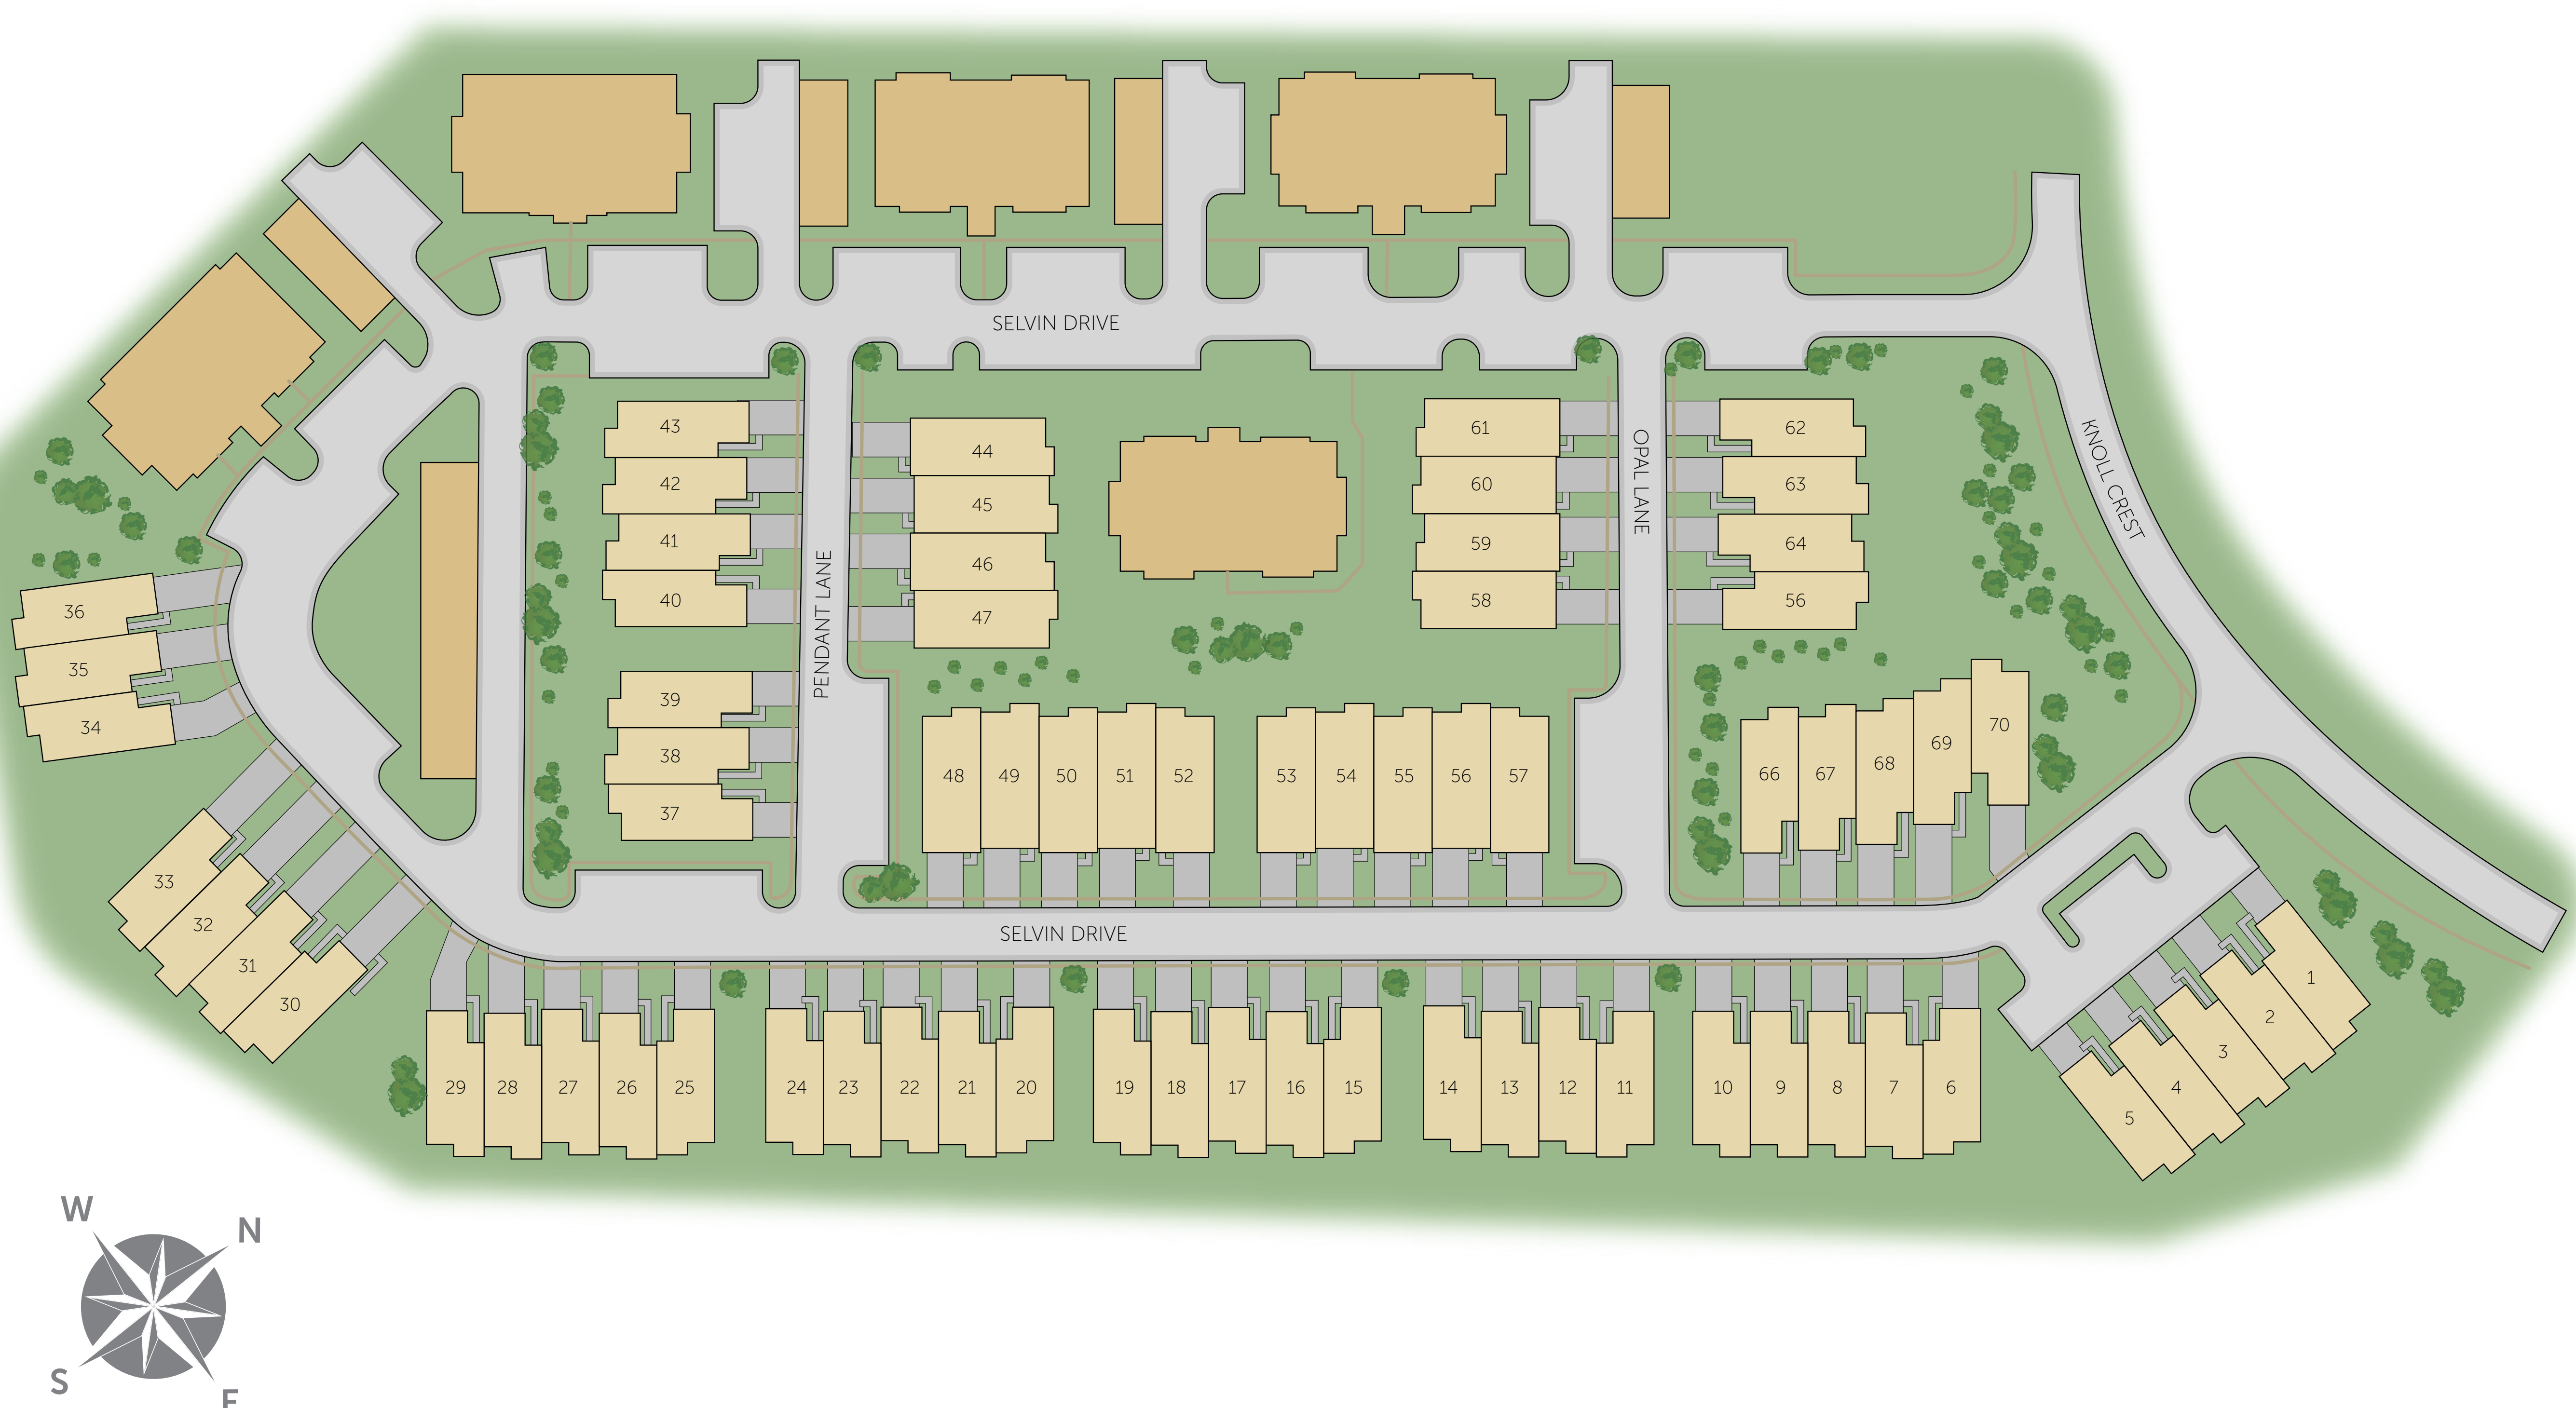 SELVIN DRIVE
43
44
61
62
42
45
60
63
41
46
59
64
40
47
58
56
OPAL LANE
KNOLL CREST
PENDANT LANE
36
35
34
39
38
37
48 49 50 51 52
53 54 55 56 57
66 67 68 69 70
33
32
31
30
SELVIN DRIVE
29 28 27 26 25
24 23 22 21 20
19 18 17 16 15
14 13 12 11
10 9 8 7 6
1
2
3
4
5
W
N
S
E